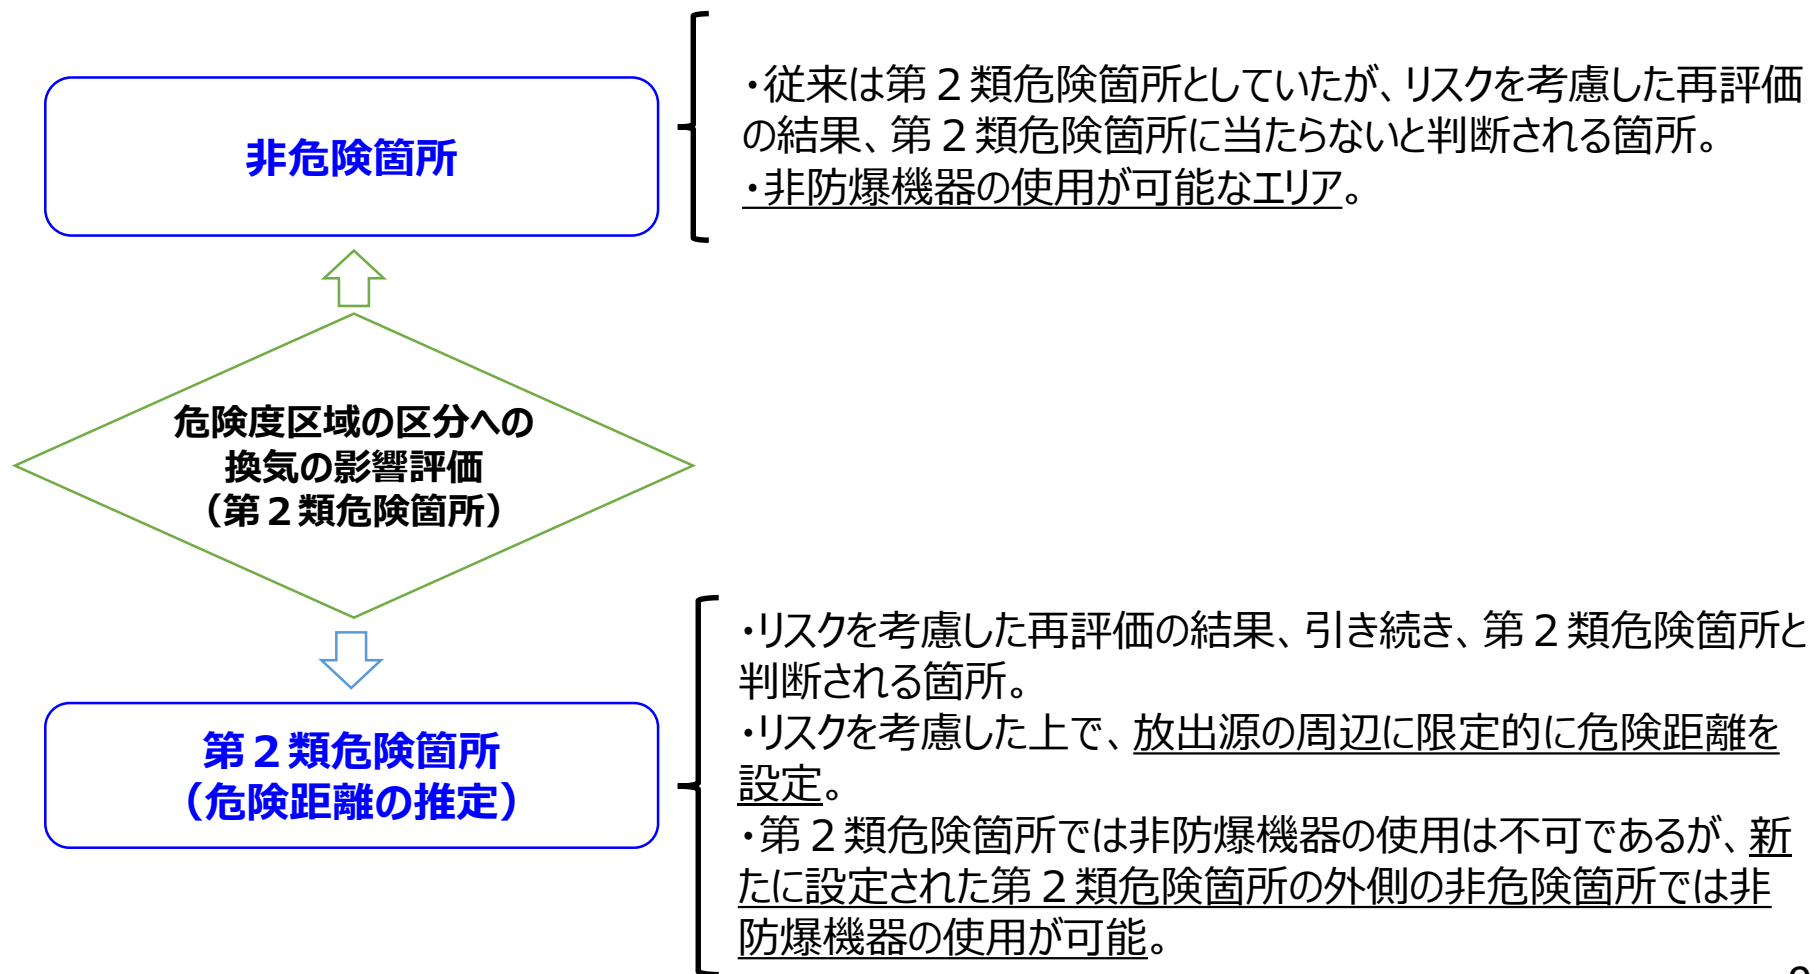 非危険箇所
・従来は第２類危険箇所としていたが、リスクを考慮した再評価
の結果、第２類危険箇所に当たらないと判断される箇所。
・非防爆機器の使用が可能なエリア。
危険度区域の区分への
換気の影響評価
（第２類危険箇所）
第２類危険箇所
（危険距離の推定）
・リスクを考慮した再評価の結果、引き続き、第２類危険箇所と
判断される箇所。
・リスクを考慮した上で、放出源の周辺に限定的に危険距離を
設定。
・第２類危険箇所では非防爆機器の使用は不可であるが、新
たに設定された第２類危険箇所の外側の非危険箇所では非
防爆機器の使用が可能。